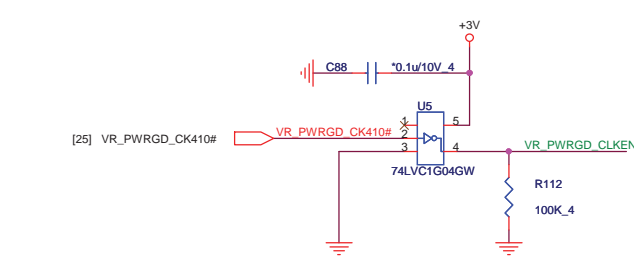 +3V
C88 *0.1u/10V_4
U5
1 5
[25] VR_PWRGD_CK410# VR_PWRGD_CK410# 2
3 4 VR_PWRGD_CLKEN
74LVC1G04GW
R112
100K_4